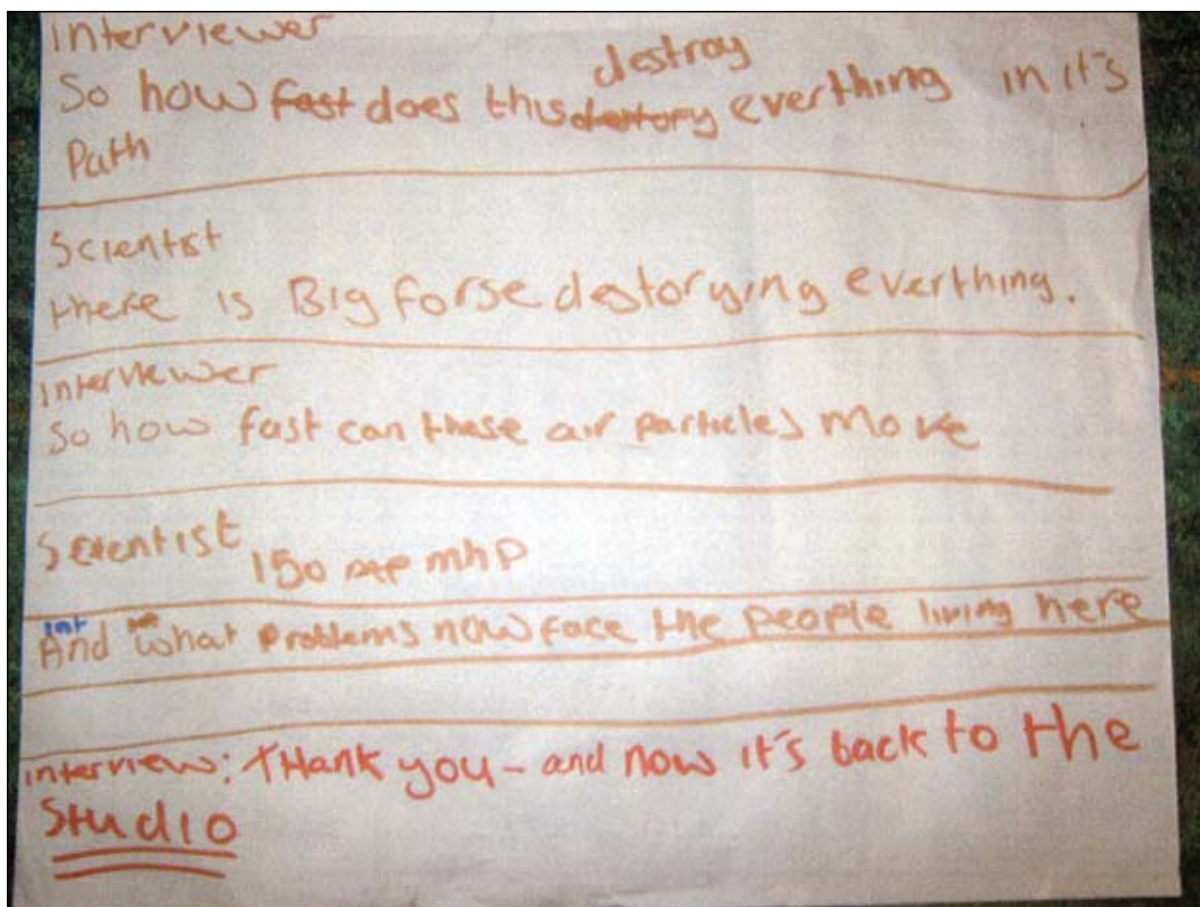 Interviewer
destroy
So how fast does this destory everthing in it's
Path
Scientist
there is Big forse destorying everthing.
interviewer
So how fast can these air particles move
Scientist
150 mhp
int
And what problems now face the people living here
interview: THank you - and now it's back to the
Studio